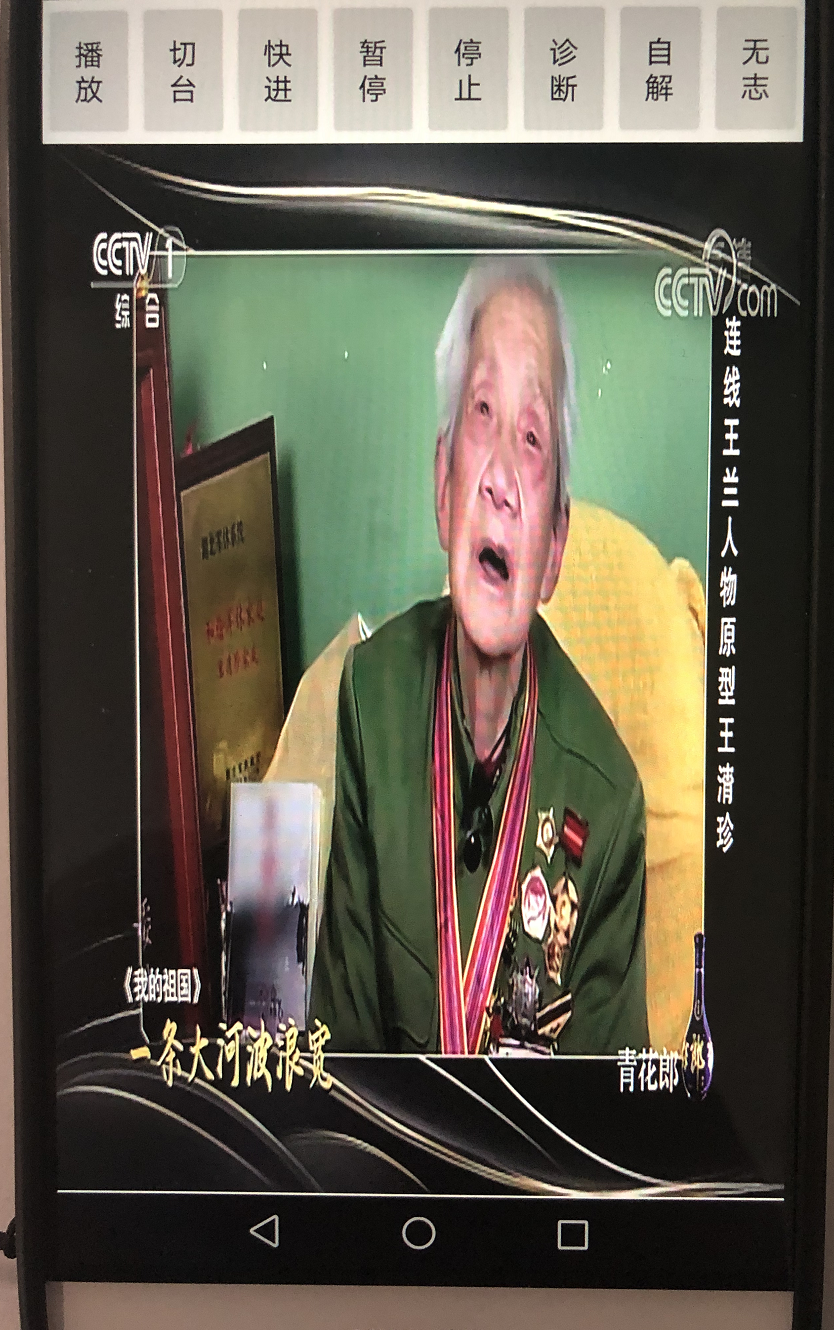 播放 切台 快进 暂停 停止 诊断 自解 无志
CCTV 1
综合
CCTV.com
连线王兰人物原型王清珍
《我的祖国》
一条大河波浪宽
青花郎